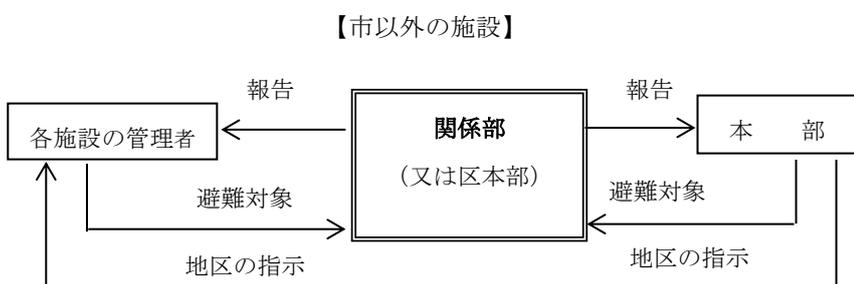 【市以外の施設】
報告
報告
各施設の管理者
関係部
(又は区本部)
本　部
避難対象
避難対象
地区の指示
地区の指示